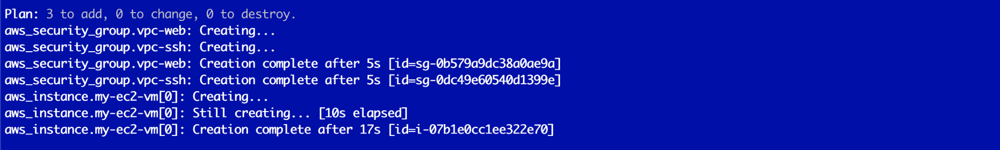 Plan: 3 to add, 0 to change, 0 to destroy.
aws_security_group.vpc-web: Creating...
aws_security_group.vpc-ssh: Creating...
aws_security_group.vpc-web: Creation complete after 5s [id=sg-0b579a9dc38a0ae9a]
aws_security_group.vpc-ssh: Creation complete after 5s [id=sg-0dc49e60540d1399e]
aws_instance.my-ec2-vm[0]: Creating...
aws_instance.my-ec2-vm[0]: Still creating... [10s elapsed]
aws_instance.my-ec2-vm[0]: Creation complete after 17s [id=i-07b1e0cc1ee322e70]